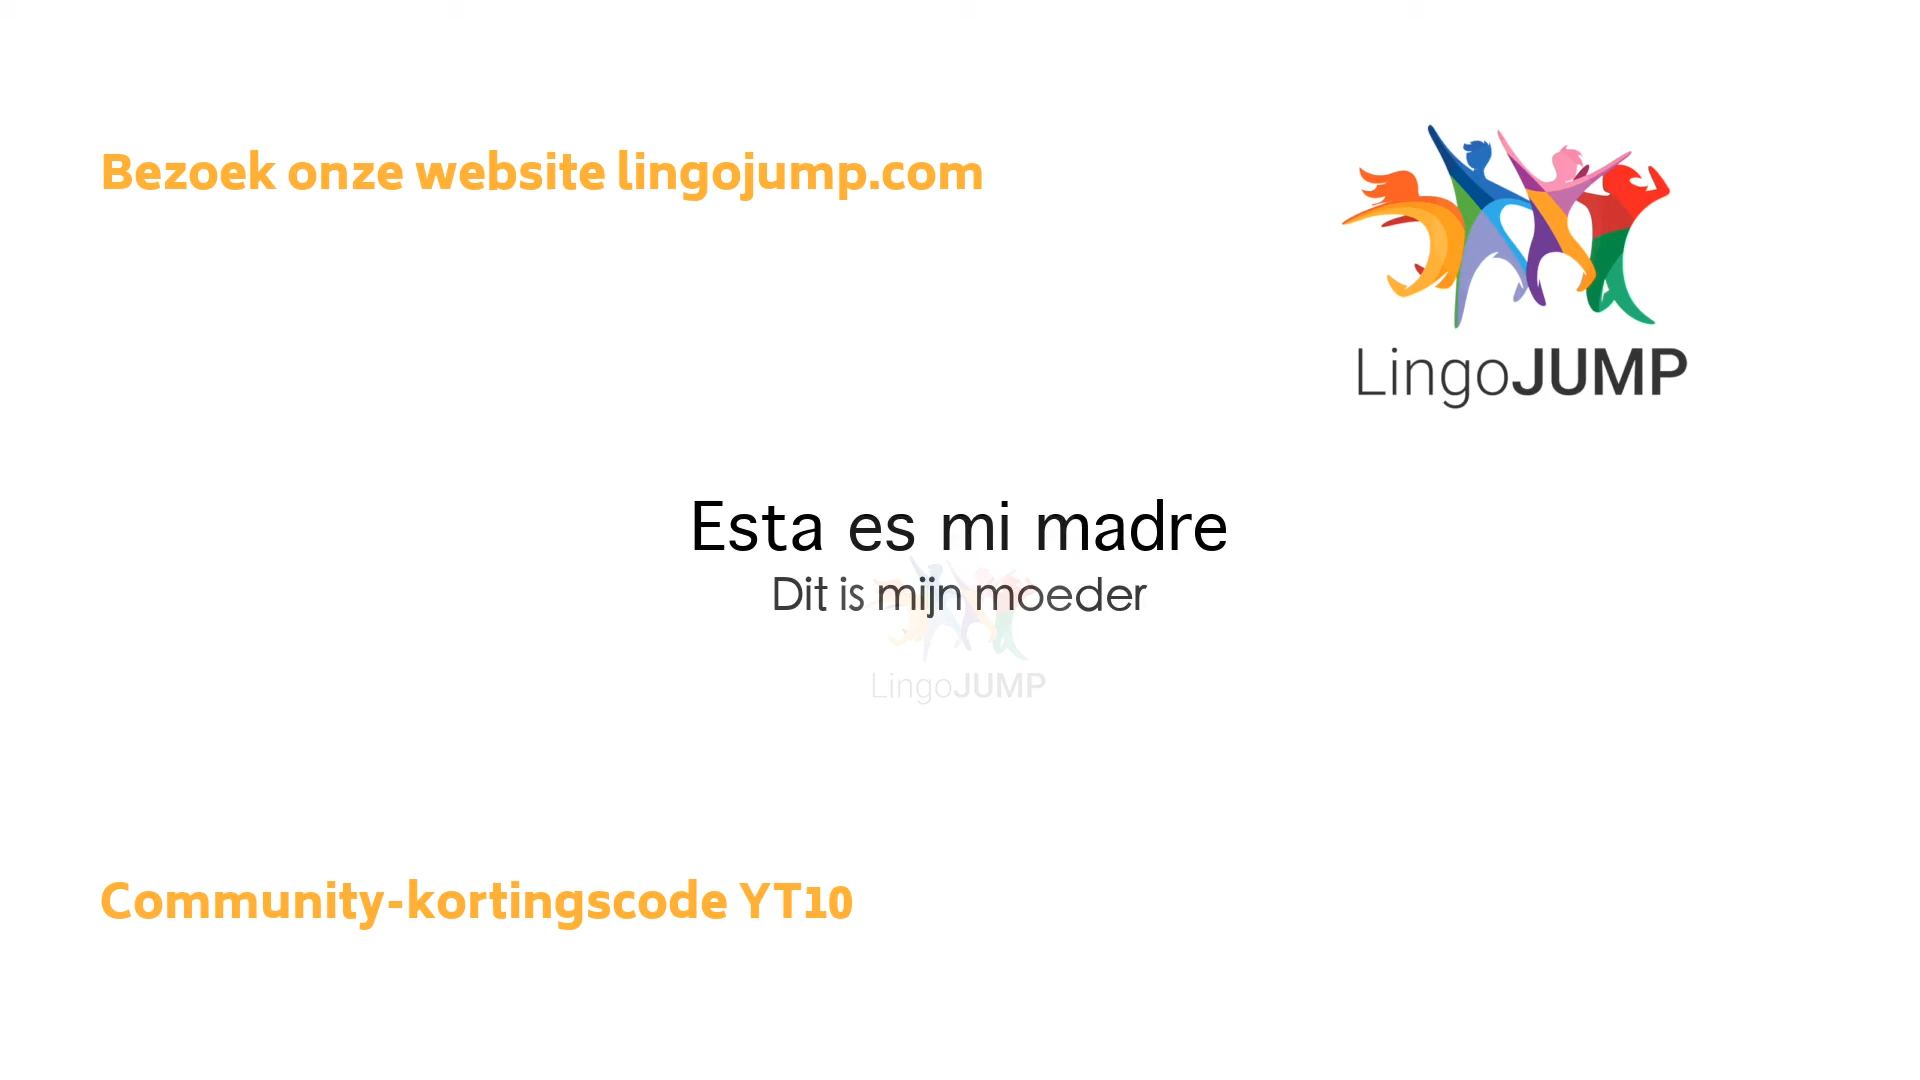 Bezoek onze website lingojump.com
LingoJUMP
Esta es mi madre
Dit is mijn moeder
LingoJUMP
Community-kortingscode YT10